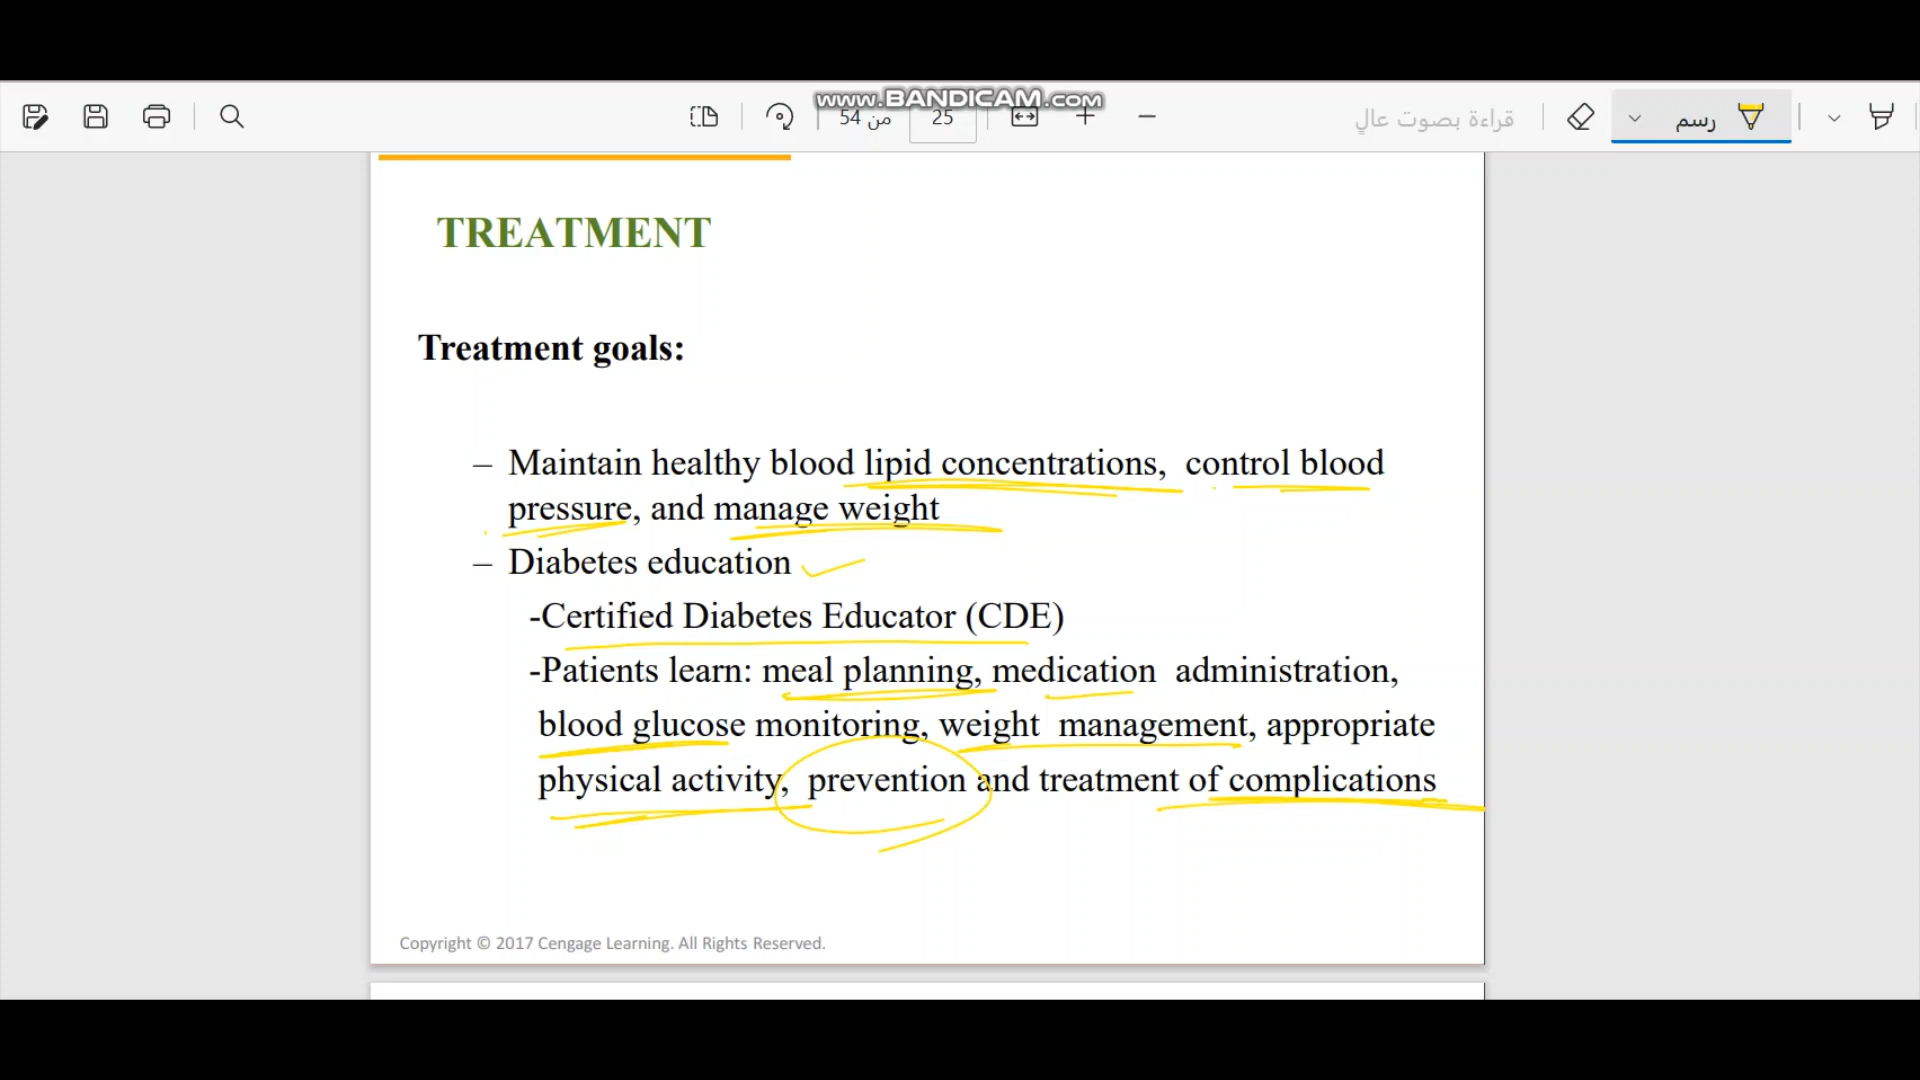 www.BANDICAM.com
54 من 25 قراءة بصوت عالٍ رسم
TREATMENT
Treatment goals:
– Maintain healthy blood lipid concentrations, control blood
pressure, and manage weight
– Diabetes education
-Certified Diabetes Educator (CDE)
-Patients learn: meal planning, medication administration,
blood glucose monitoring, weight management, appropriate
physical activity, prevention and treatment of complications
Copyright © 2017 Cengage Learning. All Rights Reserved.